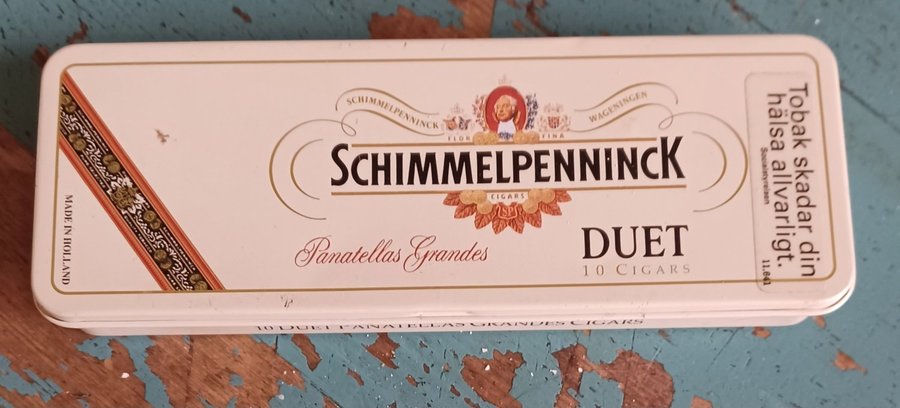 SCHIMMELPENNINCK
WAGENINGEN
FLOR FINA
SCHIMMELPENNINCK
CIGARS
Panatellas Grandes
DUET
10 CIGARS
MADE IN HOLLAND
Tobak skadar din
hälsa allvarligt.
Socialstyrelsen
11.641
10 DUET PANATELLAS GRANDES CIGARS